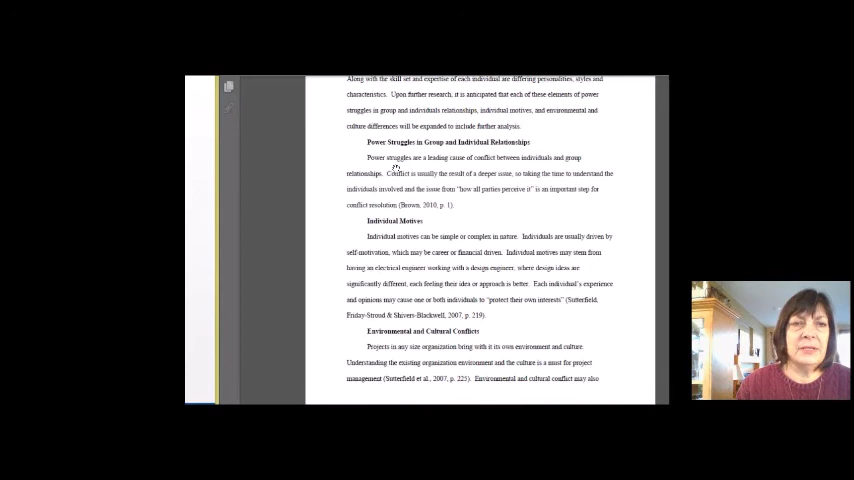 Along with the skill set and expertise of each individual are differing personalities, styles and
characteristics. Upon further research, it is anticipated that each of these elements of power
struggles in group and individuals relationships, individual motives, and environmental and
culture differences will be expanded to include further analysis.
Power Struggles in Group and Individual Relationships
Power struggles are a leading cause of conflict between individuals and group
relationships. Conflict is usually the result of a deeper issue, so taking the time to understand the
individuals involved and the issue from “how all parties perceive it” is an important step for
conflict resolution (Brown, 2010, p. 1).
Individual Motives
Individual motives can be simple or complex in nature. Individuals are usually driven by
self-motivation, which may be career or financial driven. Individual motives may stem from
having an electrical engineer working with a design engineer, where design ideas are
significantly different, each feeling their idea or approach is better. Each individual’s experience
and opinions may cause one or both individuals to “protect their own interests” (Sutterfield,
Friday-Stroud & Shivers-Blackwell, 2007, p. 219).
Environmental and Cultural Conflicts
Projects in any size organization bring with it its own environment and culture.
Understanding the existing organization environment and the culture is a must for project
management (Sutterfield et al., 2007, p. 225). Environmental and cultural conflict may also